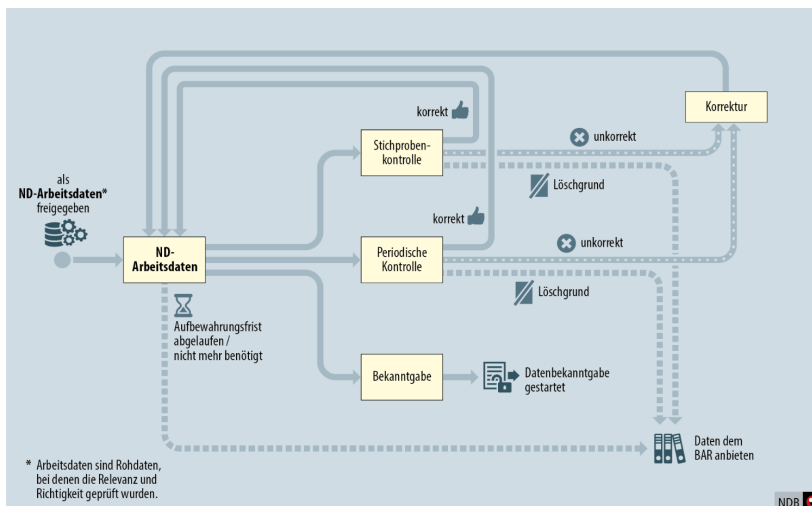 korrekt
Korrektur
Stichproben-
kontrolle
unkorrekt
als
ND-Arbeitsdaten*
freigegeben
Löschgrund
korrekt
ND-
Arbeitsdaten
Periodische
Kontrolle
unkorrekt
Löschgrund
Aufbewahrungsfrist
abgelaufen /
nicht mehr benötigt
Bekanntgabe
Datenbekanntgabe
gestartet
Daten dem
BAR anbieten
* Arbeitsdaten sind Rohdaten,
bei denen die Relevanz und
Richtigkeit geprüft wurden.
NDB